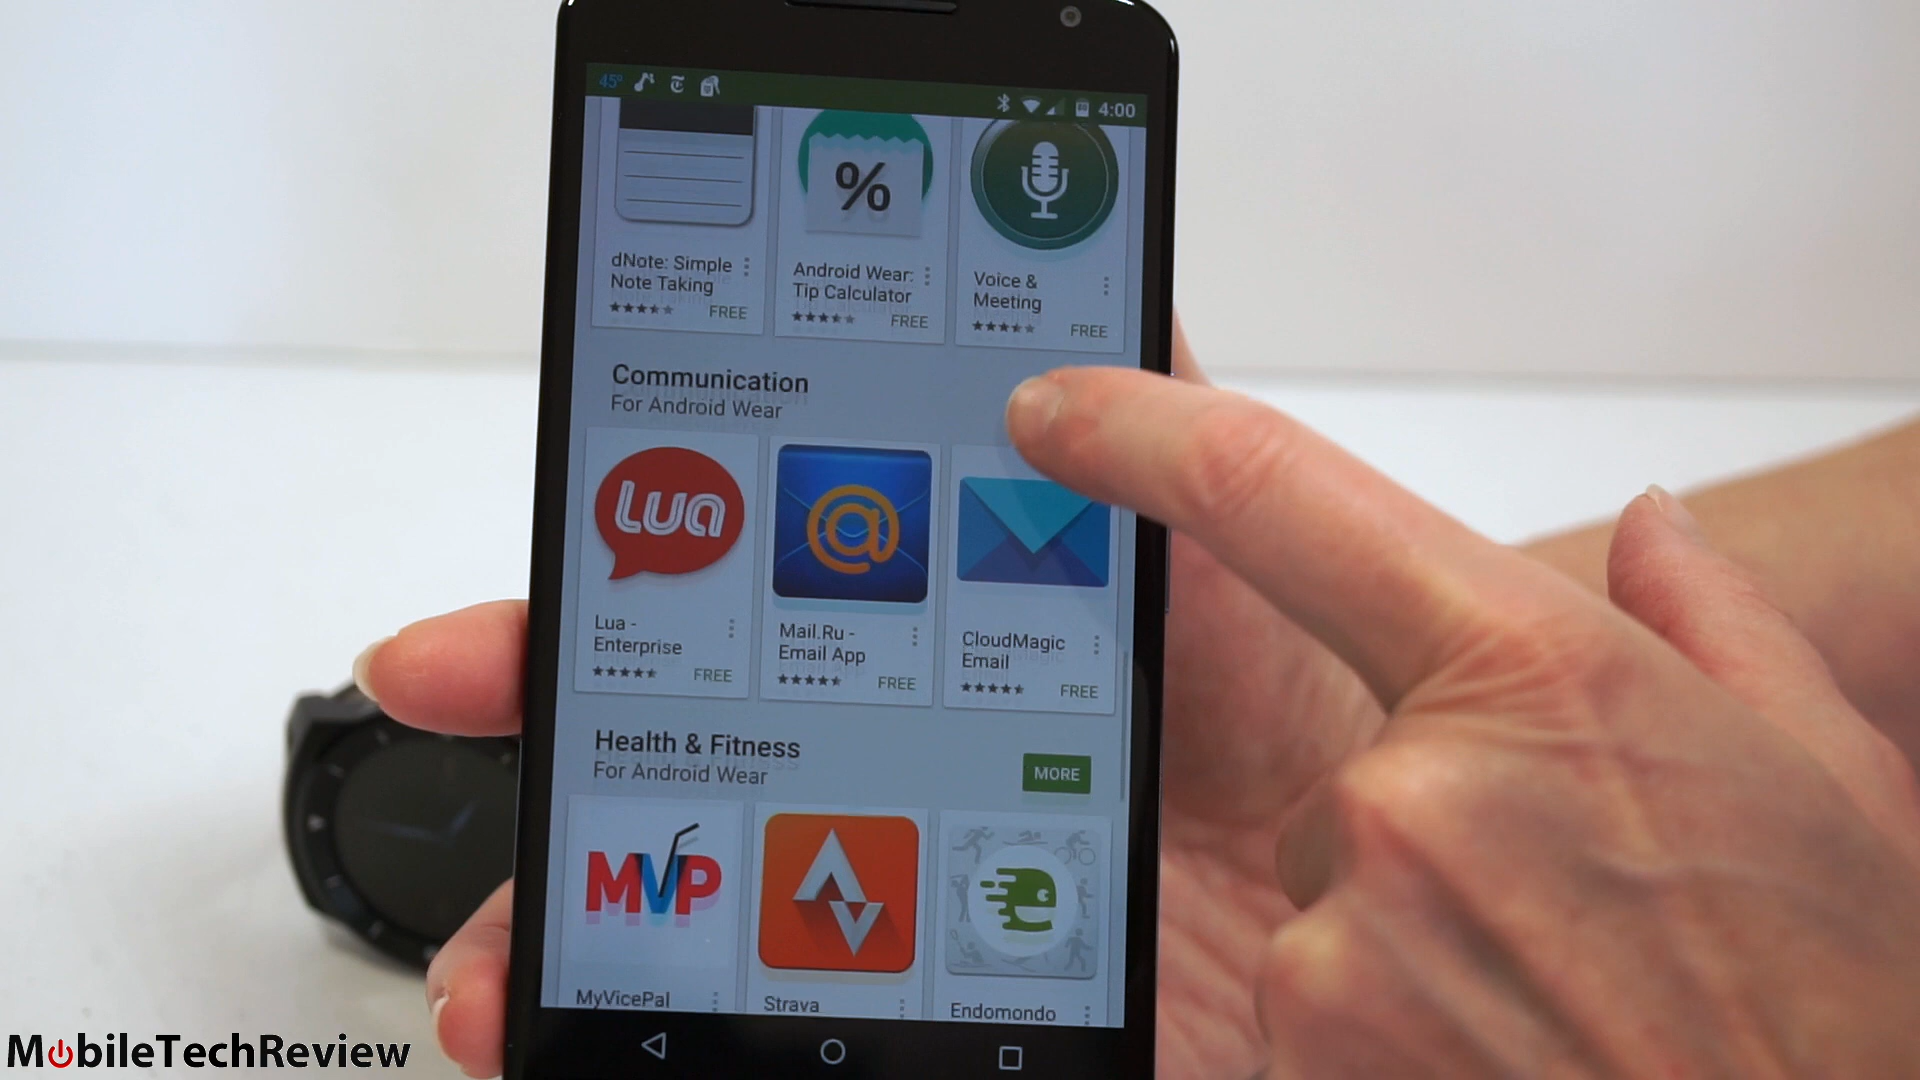 45° 4:00
%
dNote: Simple
Note Taking
FREE
Android Wear:
Tip Calculator
FREE
Voice &
Meeting
FREE
Communication
For Android Wear
Lua
@
Lua -
Enterprise
FREE
Mail.Ru -
Email App
FREE
CloudMagic
Email
FREE
Health & Fitness
For Android Wear
MORE
MVP
MyVicePal
Strava
Endomondo
MobileTechReview